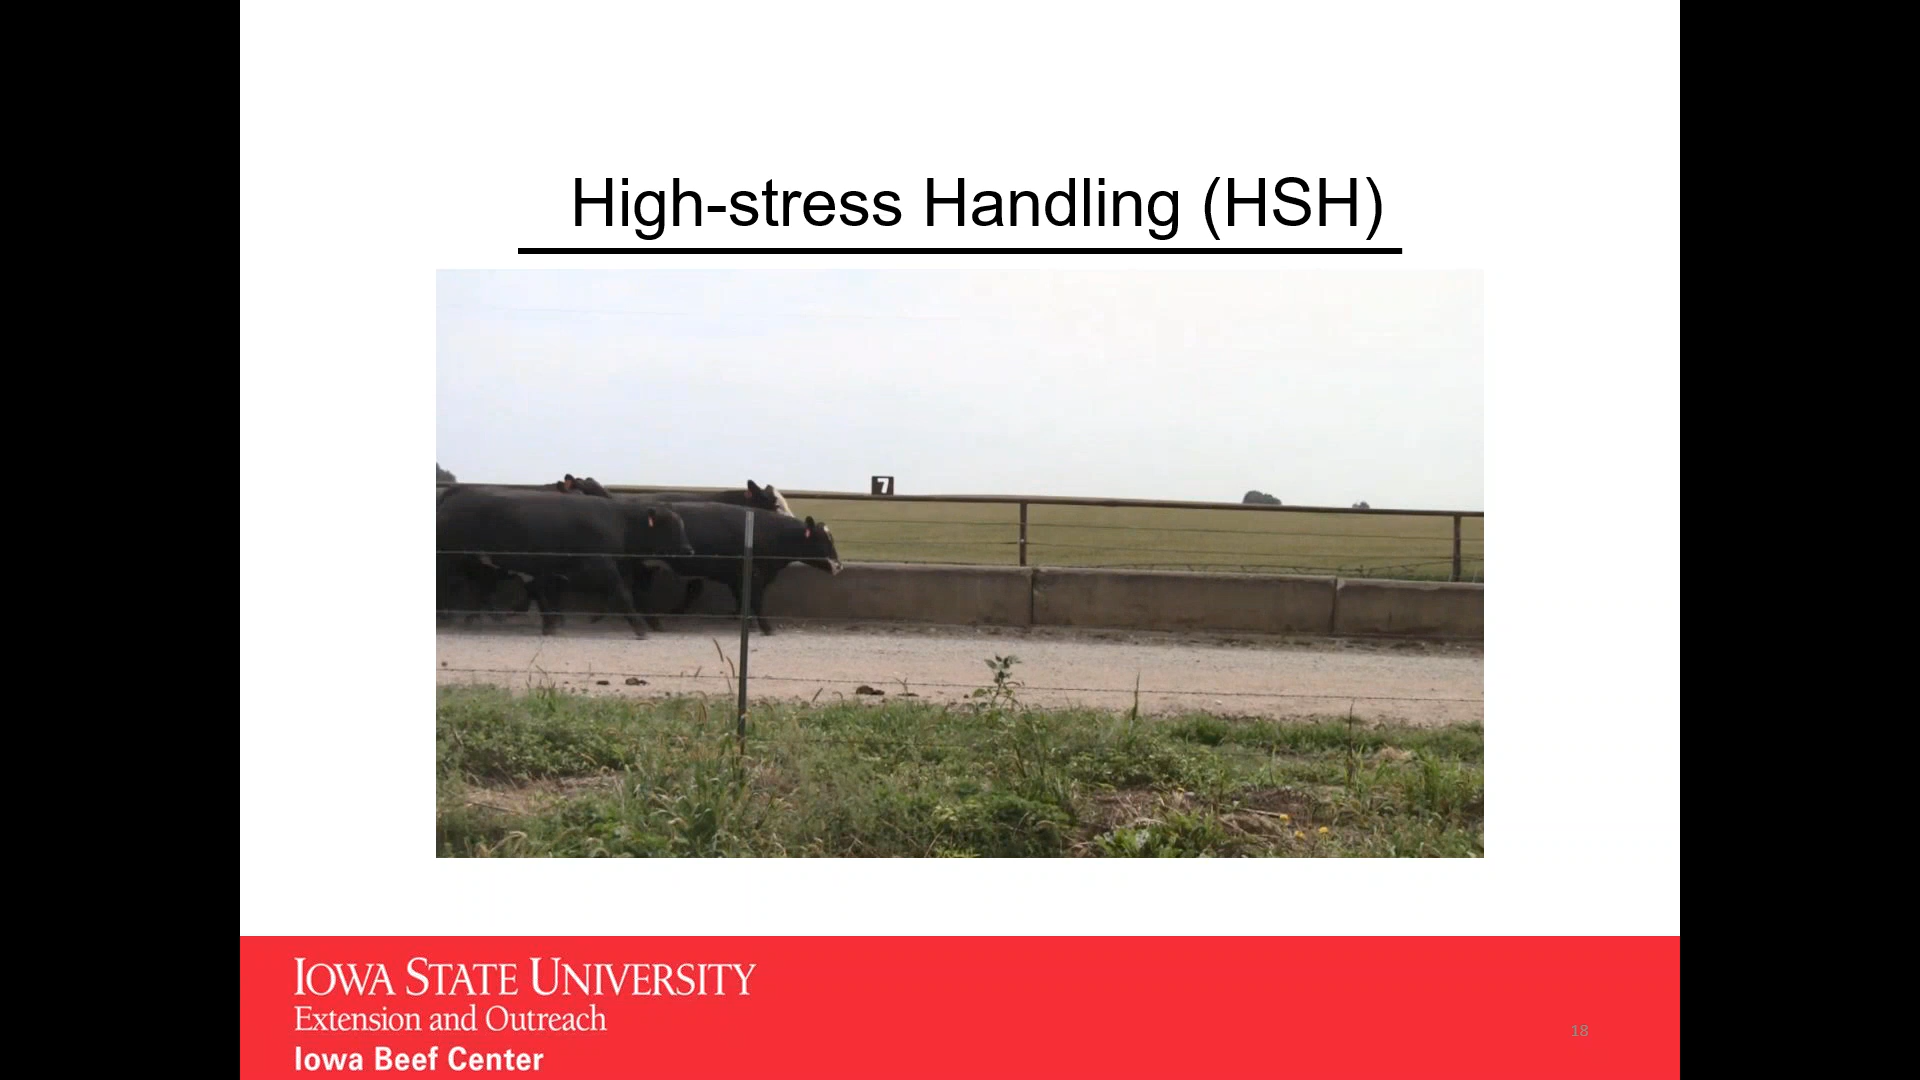 High-stress Handling (HSH)
7
IOWA STATE UNIVERSITY
Extension and Outreach
Iowa Beef Center
18